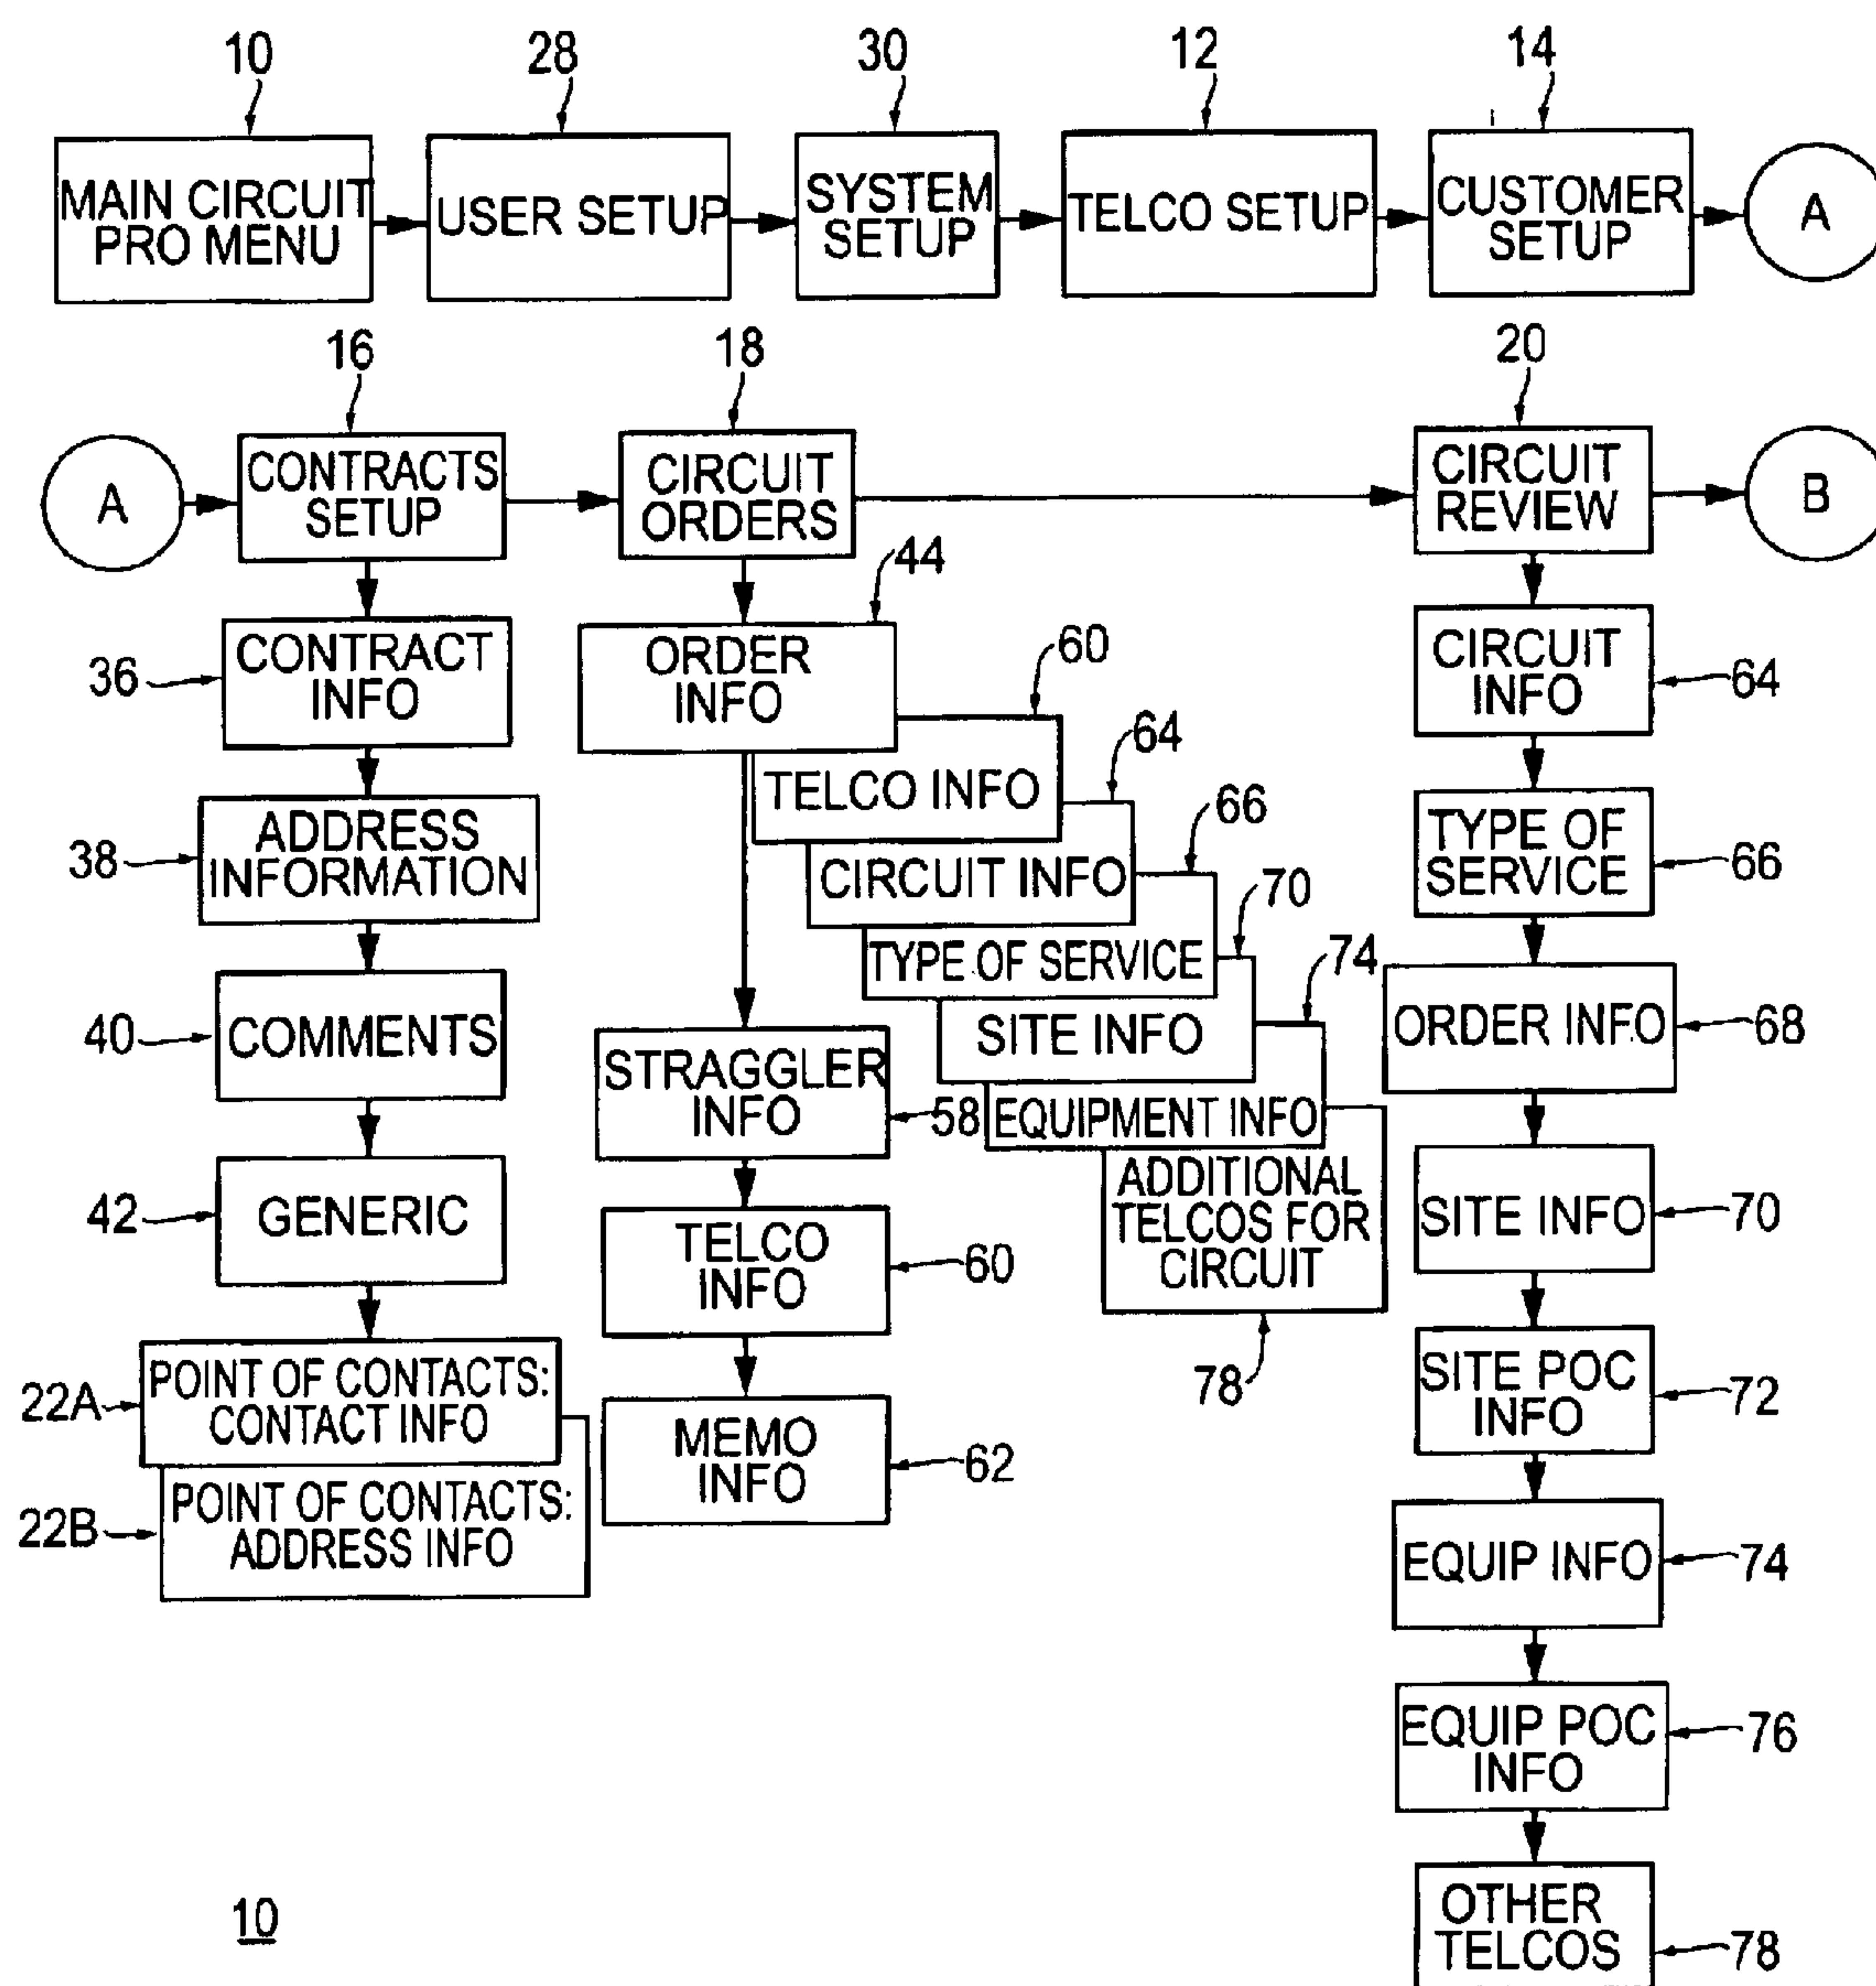 10
28
30
12
14
MAIN CIRCUIT
PRO MENU
USER SETUP
SYSTEM
SETUP
TELCO SETUP
CUSTOMER
SETUP
A
16
18
20
A
CONTRACTS
SETUP
CIRCUIT
ORDERS
CIRCUIT
REVIEW
B
36
CONTRACT
INFO
38
ADDRESS
INFORMATION
40
COMMENTS
42
GENERIC
22A
POINT OF CONTACTS:
CONTACT INFO
22B
POINT OF CONTACTS:
ADDRESS INFO
44
ORDER
INFO
60
TELCO INFO
64
CIRCUIT INFO
66
TYPE OF SERVICE
70
SITE INFO
74
EQUIPMENT INFO
ADDITIONAL
TELCOS FOR
CIRCUIT
78
STRAGGLER
INFO
58
TELCO
INFO
60
MEMO
INFO
62
CIRCUIT
INFO
64
TYPE OF
SERVICE
66
ORDER INFO
68
SITE INFO
70
SITE POC
INFO
72
EQUIP INFO
74
EQUIP POC
INFO
76
OTHER
TELCOS
78
10